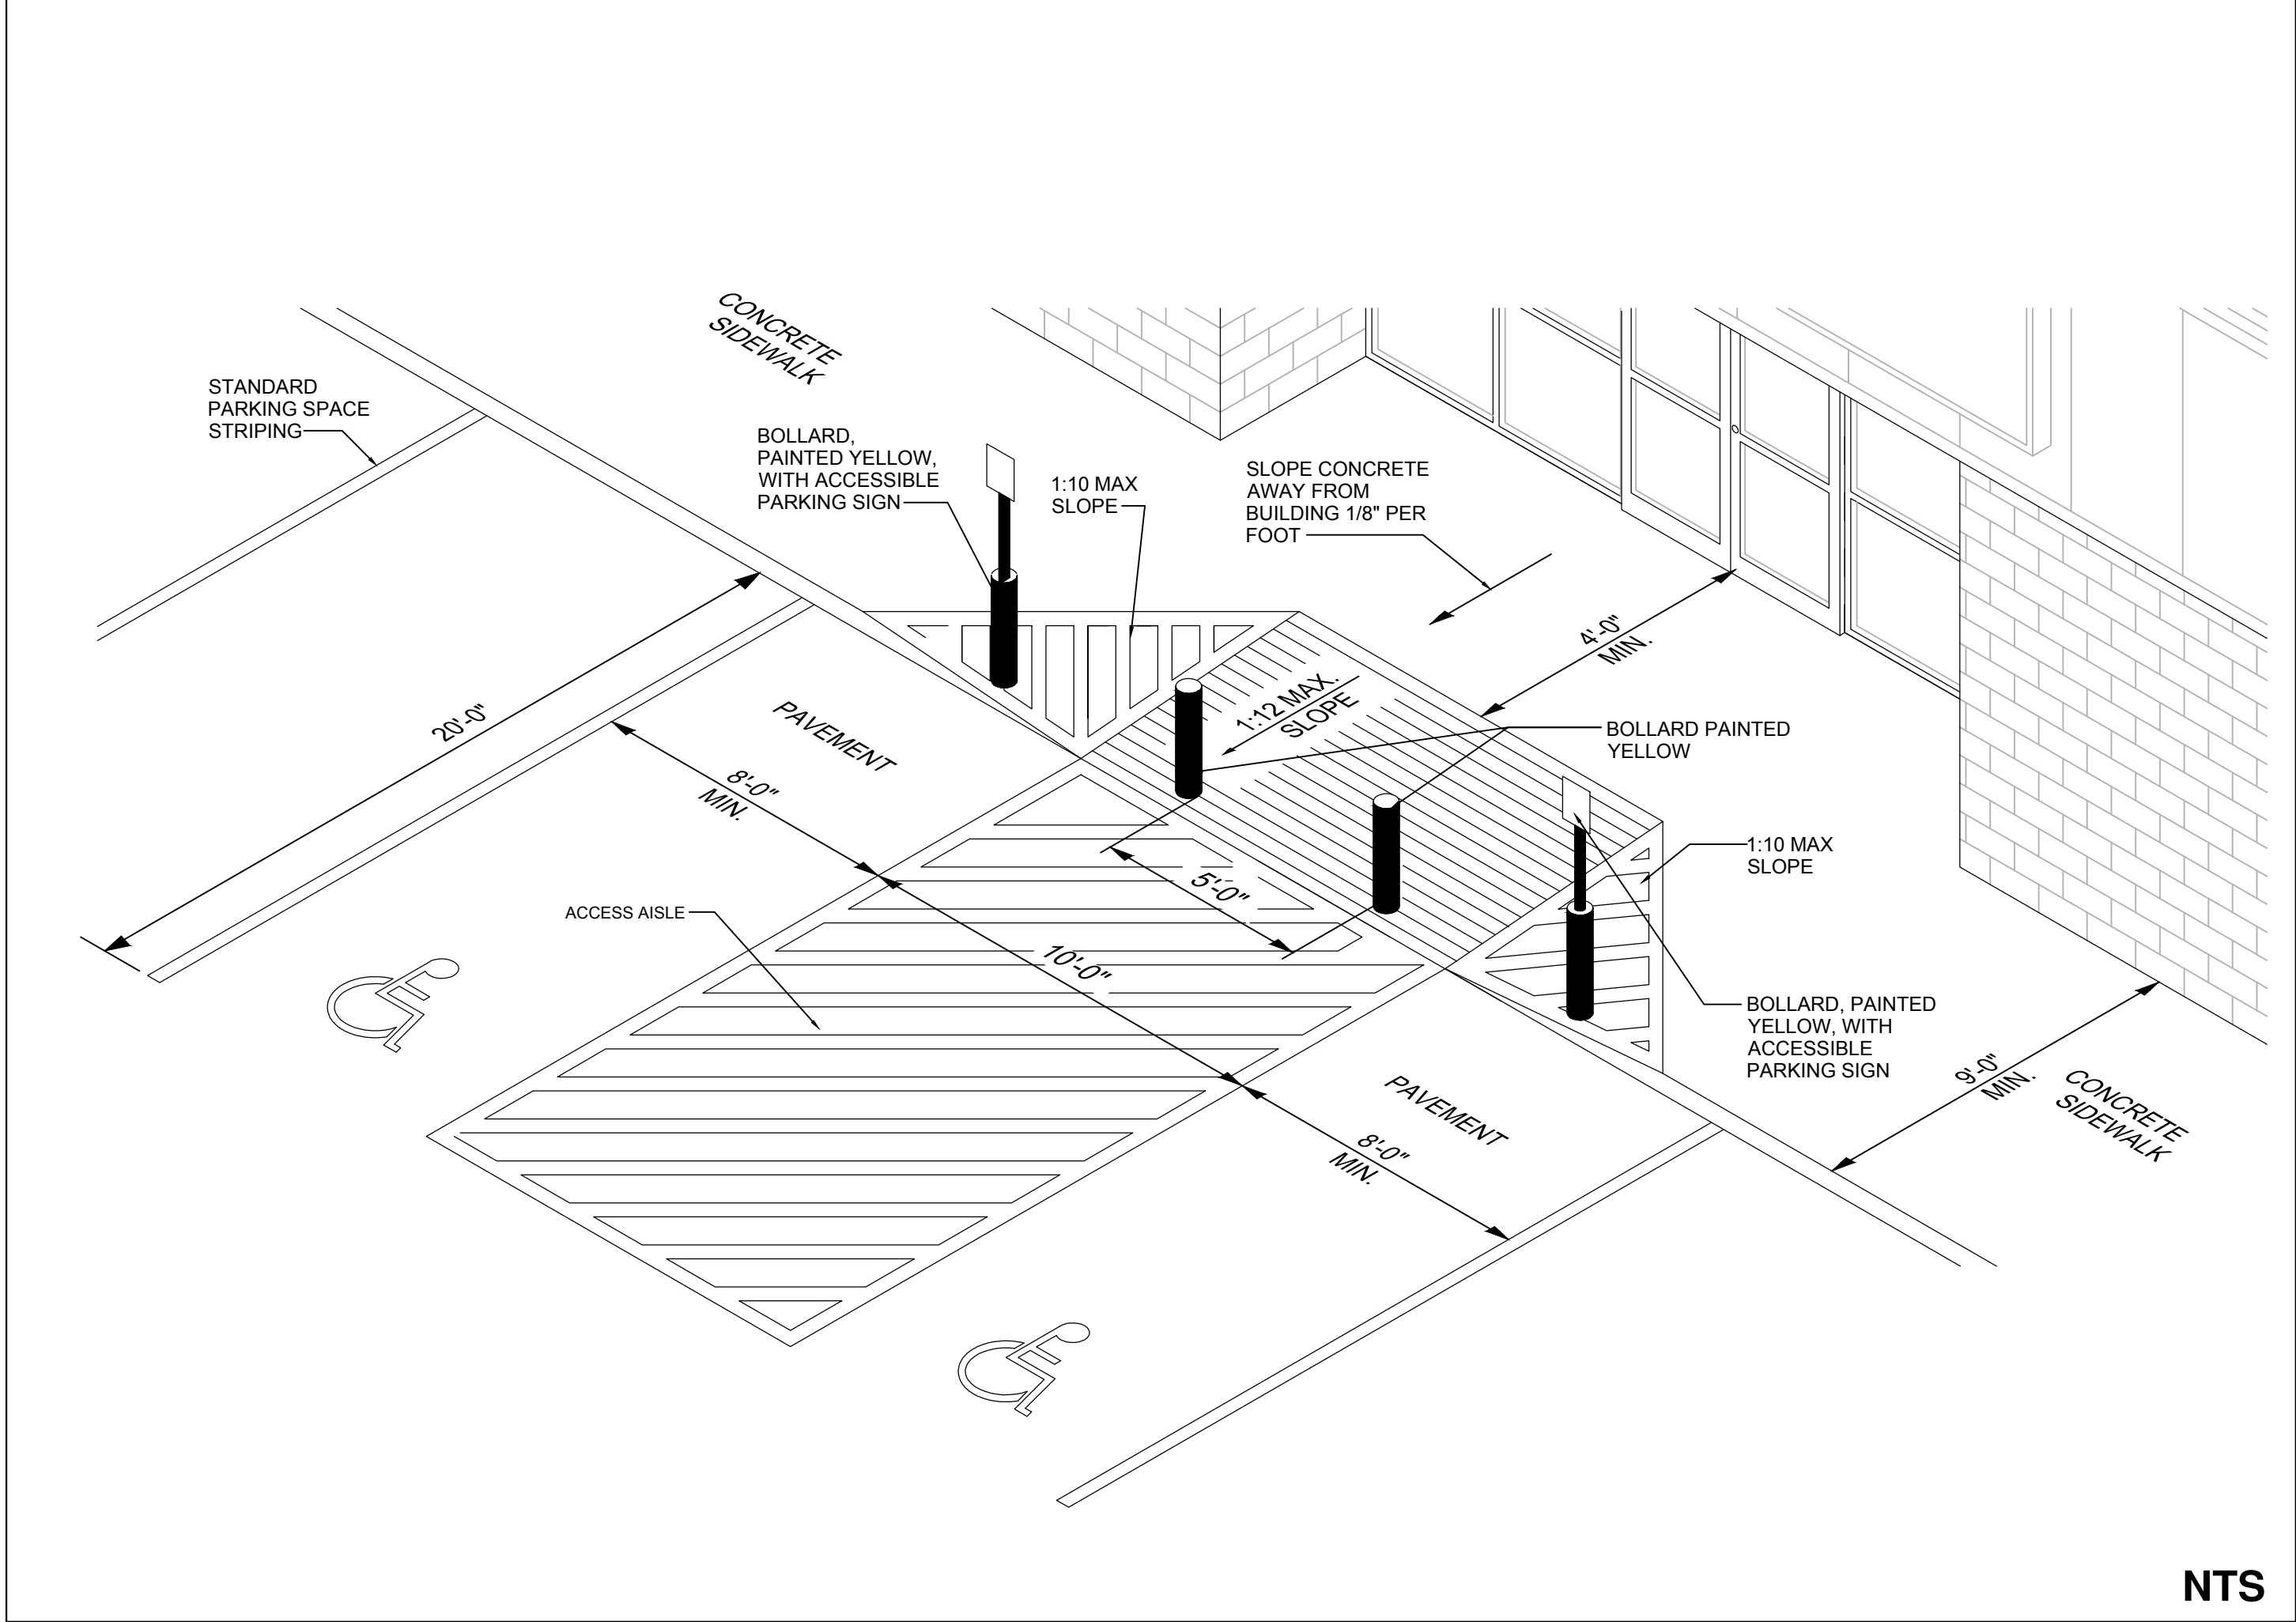 CONCRETE
SIDEWALK
STANDARD
PARKING SPACE
STRIPING
BOLLARD,
PAINTED YELLOW,
WITH ACCESSIBLE
PARKING SIGN
1:10 MAX
SLOPE
SLOPE CONCRETE
AWAY FROM
BUILDING 1/8" PER
FOOT
4'-0"
MIN.
1:12 MAX.
SLOPE
20'-0"
PAVEMENT
BOLLARD PAINTED
YELLOW
8'-0"
MIN.
1:10 MAX
SLOPE
5'-0"
ACCESS AISLE
10'-0"
BOLLARD, PAINTED
YELLOW, WITH
ACCESSIBLE
PARKING SIGN
PAVEMENT
8'-0"
MIN.
9'-0"
MIN.
CONCRETE
SIDEWALK
NTS